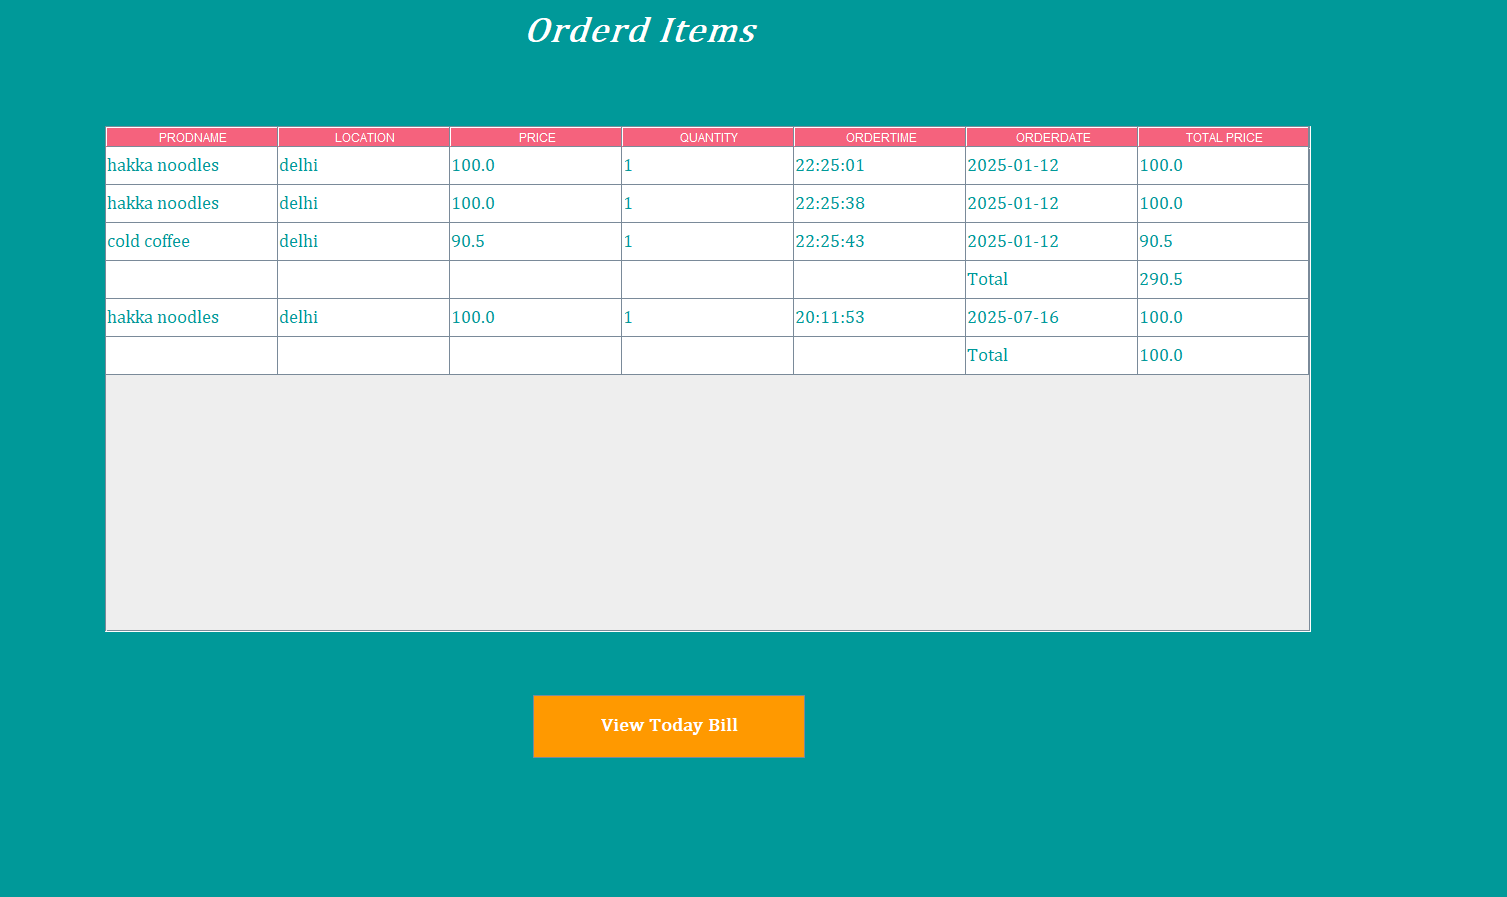 Orderd Items
PRODNAME LOCATION PRICE QUANTITY ORDERTIME ORDERDATE TOTAL PRICE
hakka noodles delhi 100.0 1 22:25:01 2025-01-12 100.0
hakka noodles delhi 100.0 1 22:25:38 2025-01-12 100.0
cold coffee delhi 90.5 1 22:25:43 2025-01-12 90.5
Total 290.5
hakka noodles delhi 100.0 1 20:11:53 2025-07-16 100.0
Total 100.0
View Today Bill